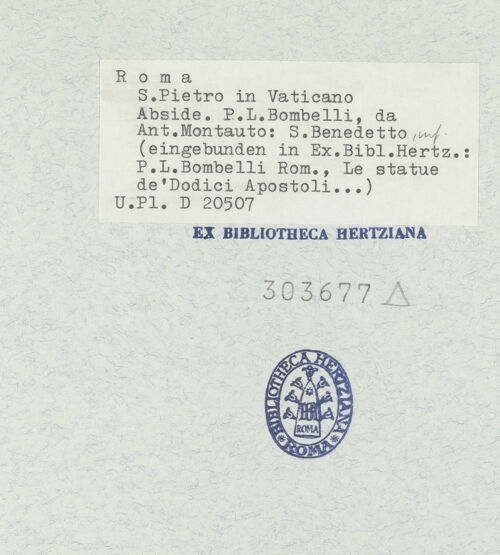 R o m a
S.Pietro in Vaticano
Abside. P.L.Bombelli, da
Ant.Montauto: S.Benedetto
(eingebunden in Ex.Bibl.Hertz.:
P.L.Bombelli Rom., Le statue
de'Dodici Apostoli...)
U.Pl. D 20507
EX BIBLIOTHECA HERTZIANA
303677
BIBLIOTHECA HERTZIANA
ROMA
ROMA